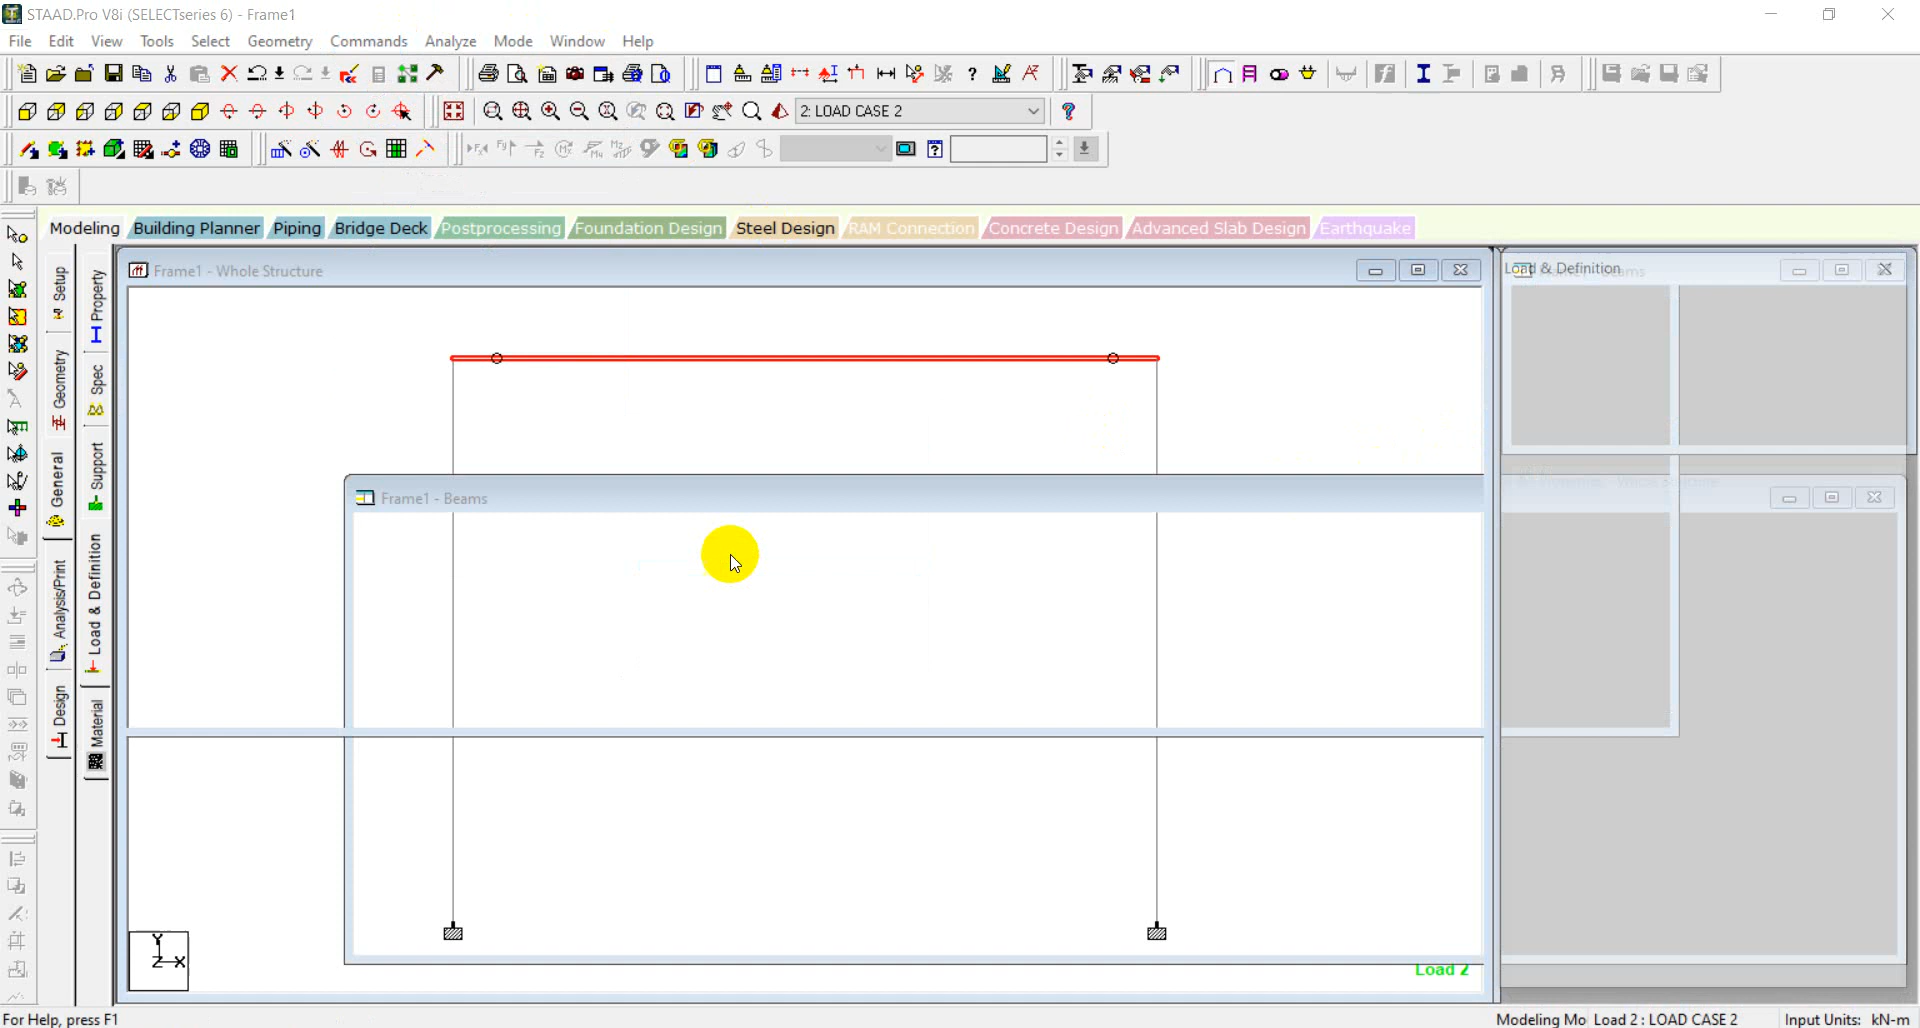 STAAD.Pro V8i (SELECTseries 6) - Frame1
File Edit View Tools Select Geometry Commands Analyze Mode Window Help
2: LOAD CASE 2
Modeling Building Planner Piping Bridge Deck Postprocessing Foundation Design Steel Design RAM Connection Concrete Design Advanced Slab Design Earthquake
Frame1 - Whole Structure
Load & Definition
Setup
Geometry
General
Analysis/Print
Design
Property
Spec
Support
Load & Definition
Material
Frame1 - Beams
Y
Z X
Load 2
For Help, press F1
Modeling Mo Load 2 : LOAD CASE 2 Input Units: kN-m